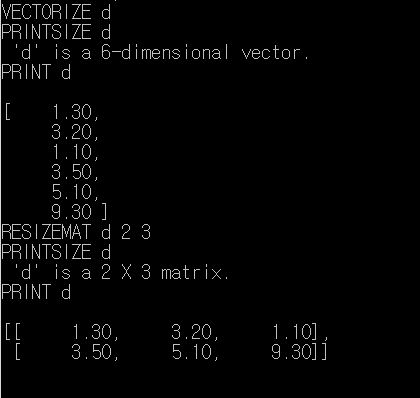 VECTORIZE d
PRINTSIZE d
 'd' is a 6-dimensional vector.
PRINT d

[    1.30,
     3.20,
     1.10,
     3.50,
     5.10,
     9.30 ]
RESIZEMAT d 2 3
PRINTSIZE d
 'd' is a 2 X 3 matrix.
PRINT d

[[     1.30,     3.20,     1.10],
 [     3.50,     5.10,     9.30]]